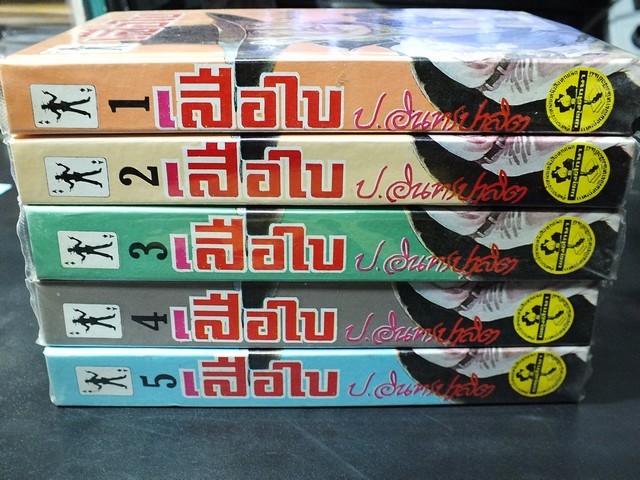 1 เสือใบ ป. อินทรปาลิต
2 เสือใบ ป. อินทรปาลิต
3 เสือใบ ป. อินทรปาลิต
4 เสือใบ ป. อินทรปาลิต
5 เสือใบ ป. อินทรปาลิต